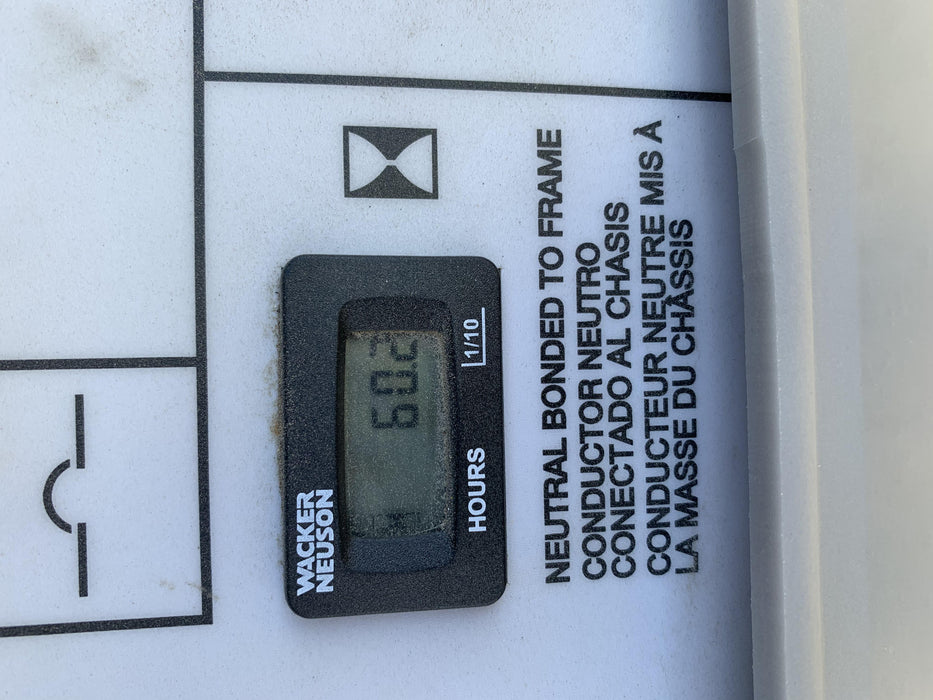 WACKER
NEUSON
60.2
HOURS
1/10
NEUTRAL BONDED TO FRAME
CONDUCTOR NEUTRO
CONECTADO AL CHASIS
CONDUCTEUR NEUTRE MIS À
LA MASSE DU CHÂSSIS